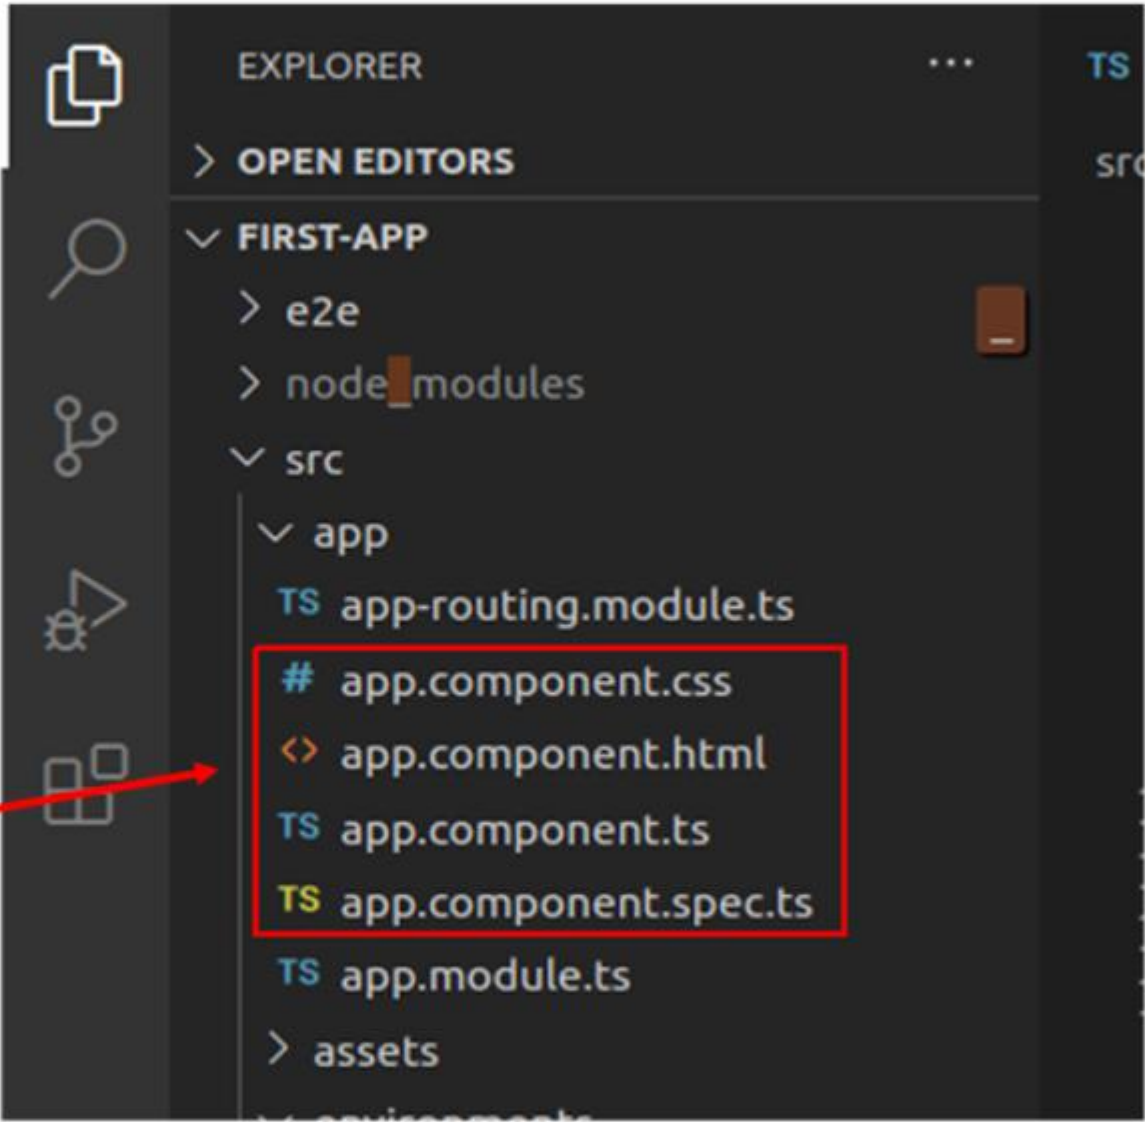 EXPLORER
TS
OPEN EDITORS
FIRST-APP
e2e
node_modules
src
app
TS app-routing.module.ts
# app.component.css
<> app.component.html
TS app.component.ts
TS app.component.spec.ts
TS app.module.ts
assets
environments